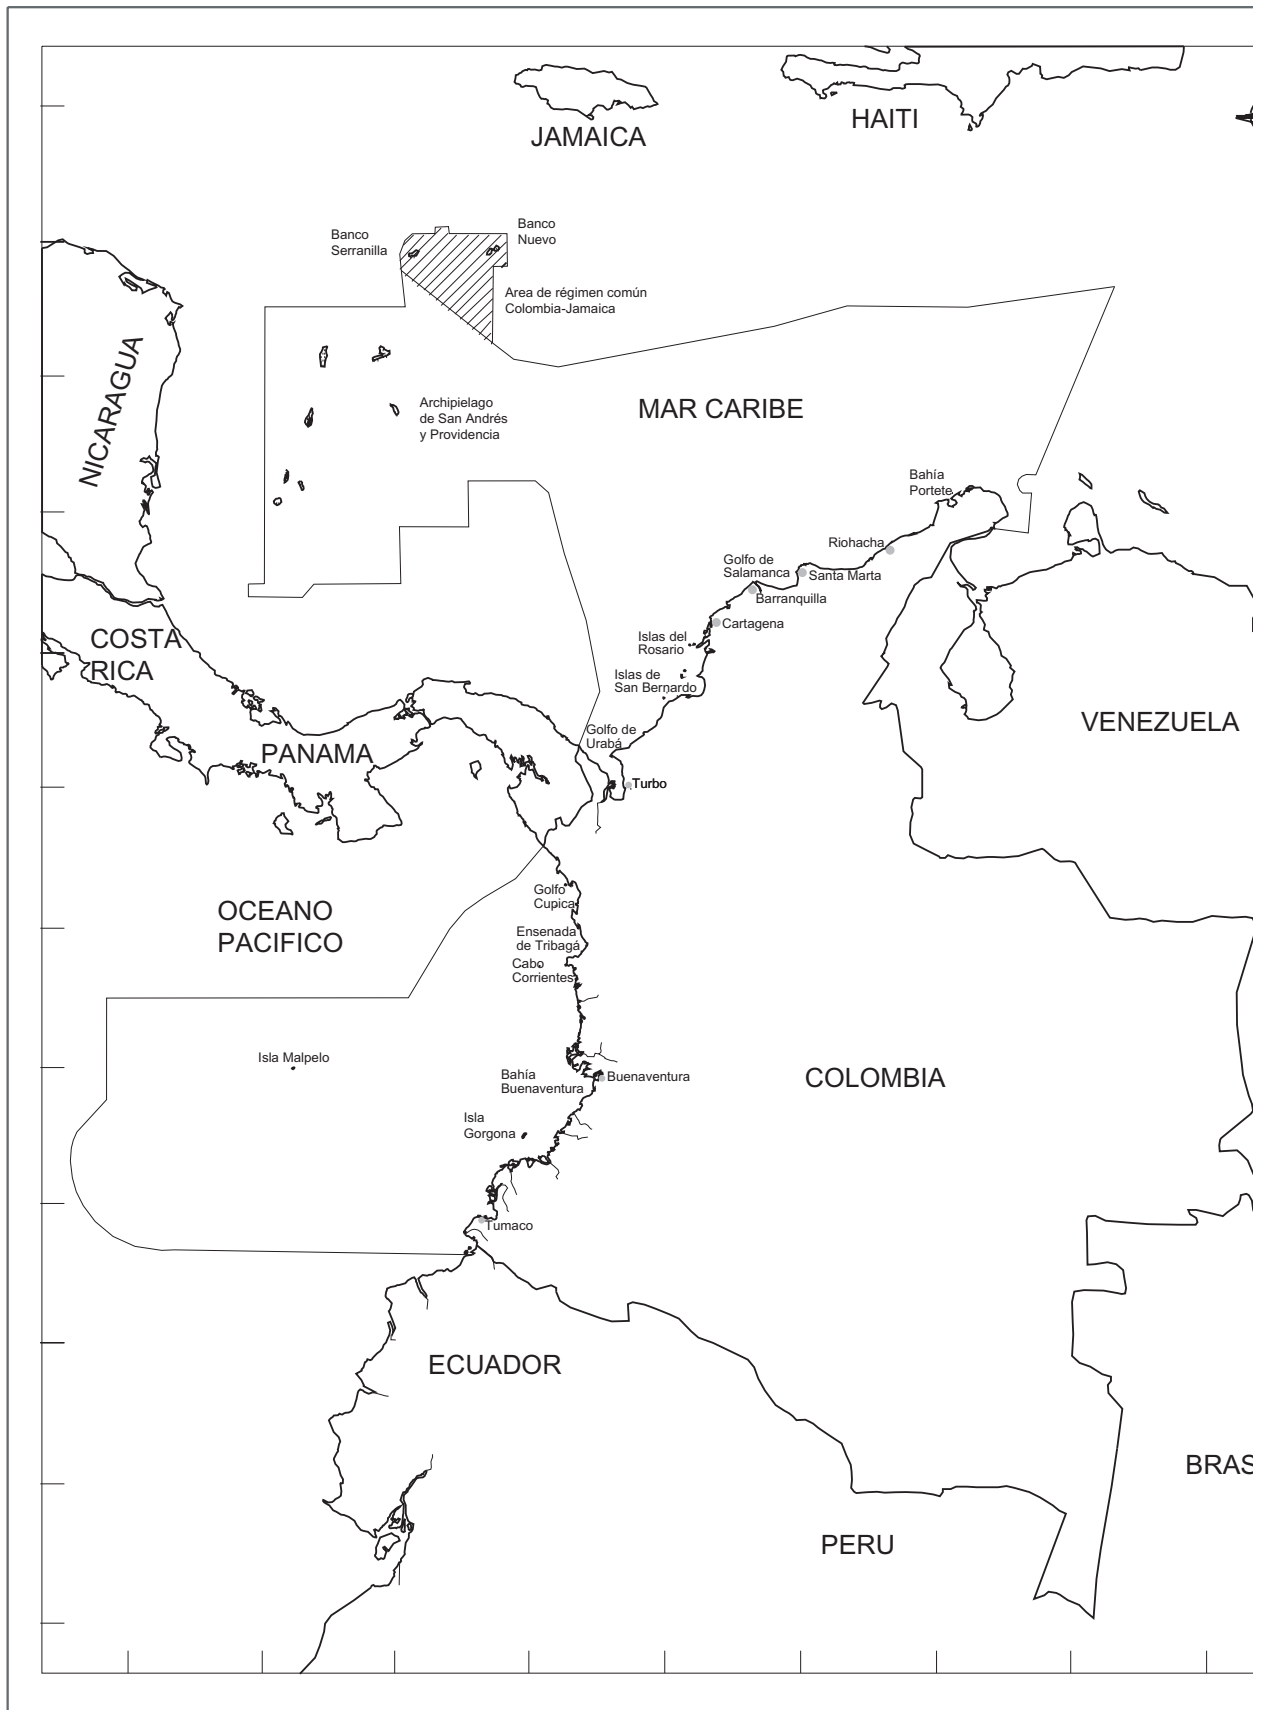 JAMAICA
HAITI
Banco
Serranilla
Banco
Nuevo
Area de régimen común
Colombia-Jamaica
NICARAGUA
Archipielago
de San Andrés
y Providencia
MAR CARIBE
Bahía
Portete
Riohacha
Golfo de
Salamanca
Santa Marta
Barranquilla
Cartagena
Islas del
Rosario
Islas de
San Bernardo
COSTA
RICA
PANAMA
Golfo de
Urabá
Turbo
VENEZUELA
OCEANO
PACIFICO
Golfo
Cupica
Ensenada
de Tribagá
Cabo
Corrientes
Isla Malpelo
Bahía
Buenaventura
Buenaventura
COLOMBIA
Isla
Gorgona
Tumaco
ECUADOR
BRAS
PERU